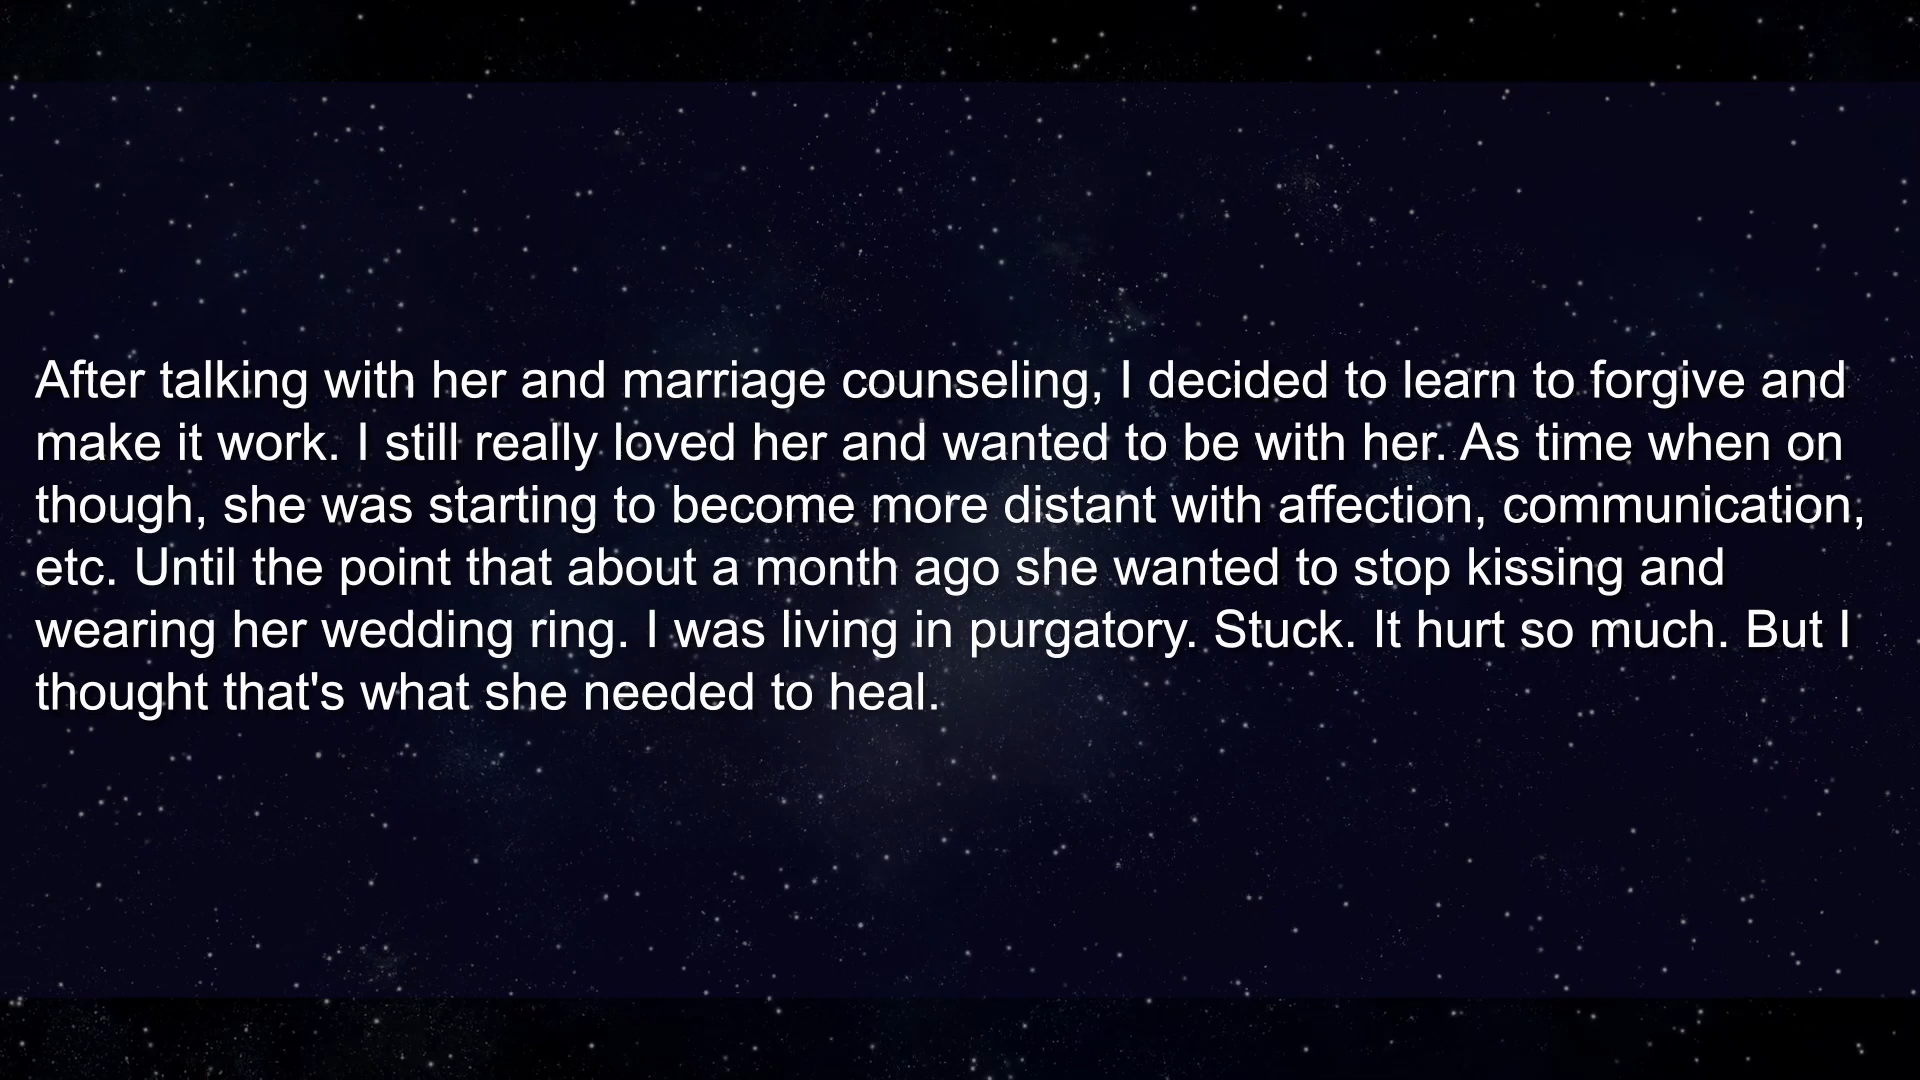 After talking with her and marriage counseling, I decided to learn to forgive and
make it work. I still really loved her and wanted to be with her. As time when on
though, she was starting to become more distant with affection, communication,
etc. Until the point that about a month ago she wanted to stop kissing and
wearing her wedding ring. I was living in purgatory. Stuck. It hurt so much. But I
thought that's what she needed to heal.